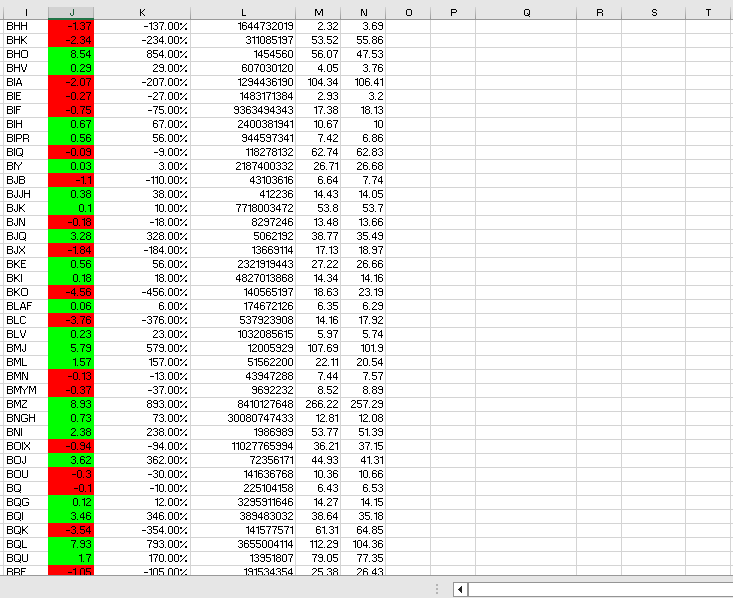 I J K L M N O P Q R S T
BHH -1.37 -137.00% 1644732019 2.32 3.69
BHK -2.34 -234.00% 311085197 53.52 55.86
BHO 8.54 854.00% 1454560 56.07 47.53
BHV 0.29 29.00% 607030120 4.05 3.76
BIA -2.07 -207.00% 1294436190 104.34 106.41
BIE -0.27 -27.00% 1483171384 2.93 3.2
BIF -0.75 -75.00% 9363494343 17.38 18.13
BIH 0.67 67.00% 2400381941 10.67 10
BIPR 0.56 56.00% 944597341 7.42 6.86
BIQ -0.09 -9.00% 118278132 62.74 62.83
BIY 0.03 3.00% 2187400332 26.71 26.68
BJB -1.1 -110.00% 43103616 6.64 7.74
BJJH 0.38 38.00% 412236 14.43 14.05
BJK 0.1 10.00% 7718003472 53.8 53.7
BJN -0.18 -18.00% 8297246 13.48 13.66
BJQ 3.28 328.00% 5062192 38.77 35.49
BJX -1.84 -184.00% 13669114 17.13 18.97
BKE 0.56 56.00% 2321919443 27.22 26.66
BKI 0.18 18.00% 4827013868 14.34 14.16
BKO -4.56 -456.00% 140565197 18.63 23.19
BLAF 0.06 6.00% 174672126 6.35 6.29
BLC -3.76 -376.00% 537923908 14.16 17.92
BLV 0.23 23.00% 1032085615 5.97 5.74
BMJ 5.79 579.00% 12005929 107.69 101.9
BML 1.57 157.00% 51562200 22.11 20.54
BMN -0.13 -13.00% 43947288 7.44 7.57
BMYM -0.37 -37.00% 9692232 8.52 8.89
BMZ 8.93 893.00% 8410127648 266.22 257.29
BNGH 0.73 73.00% 30080747433 12.81 12.08
BNI 2.38 238.00% 1986989 53.77 51.39
BOIX -0.94 -94.00% 11027765994 36.21 37.15
BOJ 3.62 362.00% 72356171 44.93 41.31
BOU -0.3 -30.00% 141636768 10.36 10.66
BQ -0.1 -10.00% 225104158 6.43 6.53
BQG 0.12 12.00% 3295911646 14.27 14.15
BQI 3.46 346.00% 389483032 38.64 35.18
BQK -3.54 -354.00% 141577571 61.31 64.85
BQL 7.93 793.00% 3655004114 112.29 104.36
BQU 1.7 170.00% 13951807 79.05 77.35
-1.05 -105.00% 191534354 25.38 26.43